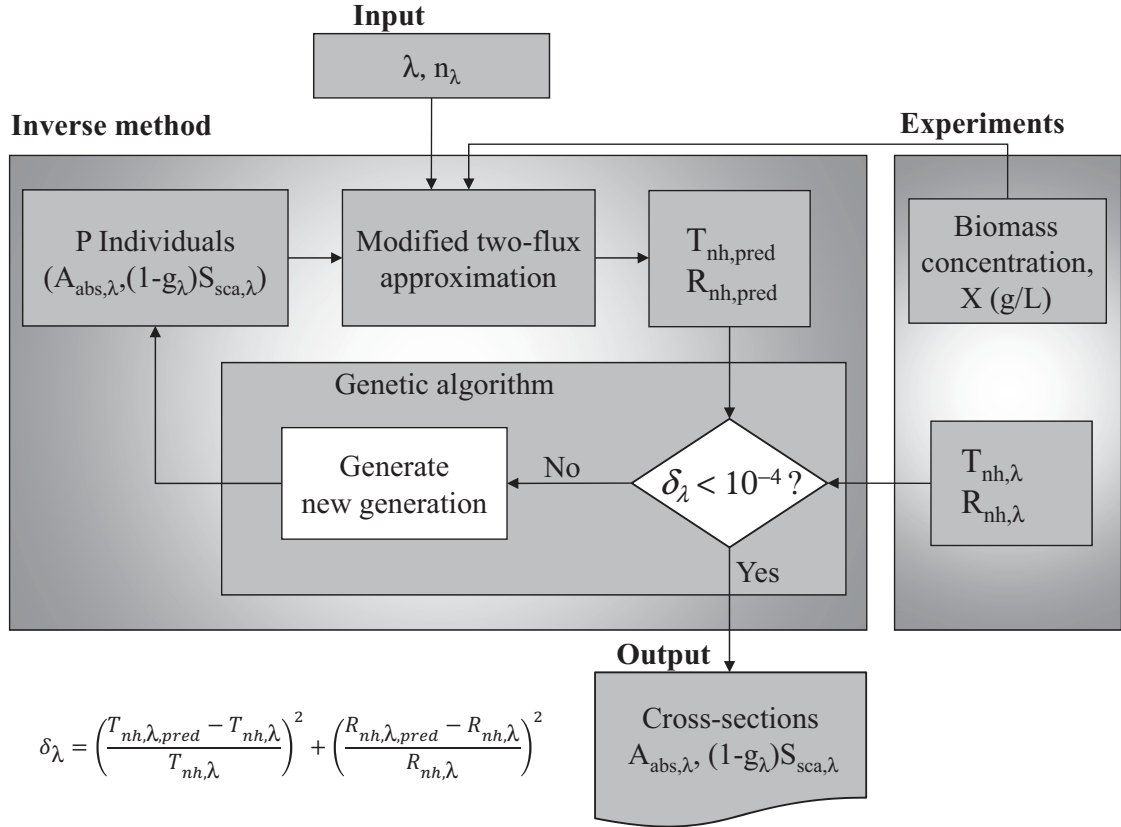 Input
λ, n_λ
Inverse method
Experiments
P Individuals
(A_abs,λ,(1-g_λ)S_sca,λ)
Modified two-flux
approximation
T_nh,pred
R_nh,pred
Biomass
concentration,
X (g/L)
Genetic algorithm
Generate
new generation
No
δ_λ < 10^–4 ?
T_nh,λ
R_nh,λ
Yes
Output
Cross-sections
A_abs,λ, (1-g_λ)S_sca,λ
δ_λ = ((T_nh,λ,pred − T_nh,λ)/T_nh,λ)^2 + ((R_nh,λ,pred − R_nh,λ)/R_nh,λ)^2